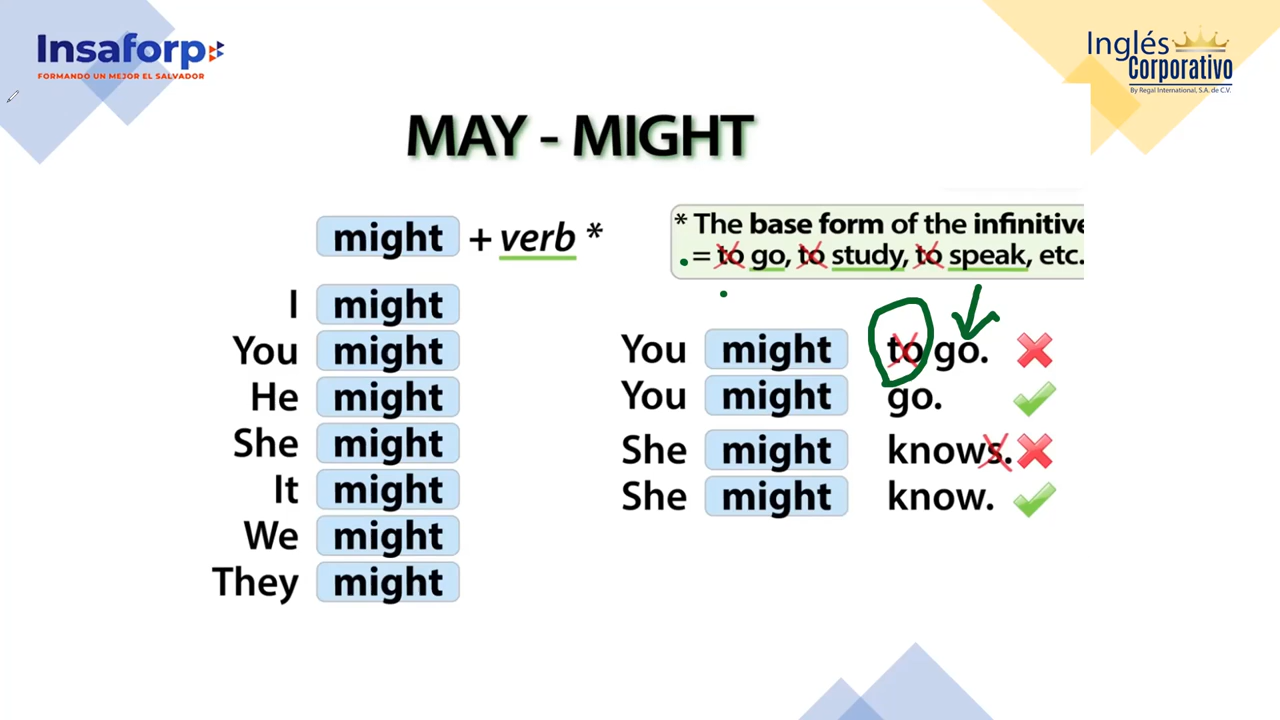 Insaforp
FORMANDO UN MEJOR EL SALVADOR
Inglés
Corporativo
By Regal International, S.A. de C.V.
MAY - MIGHT
might + verb *
* The base form of the infinitive
= to go, to study, to speak, etc.
I might
You might
He might
She might
It might
We might
They might
You might to go.
You might go.
She might knows.
She might know.